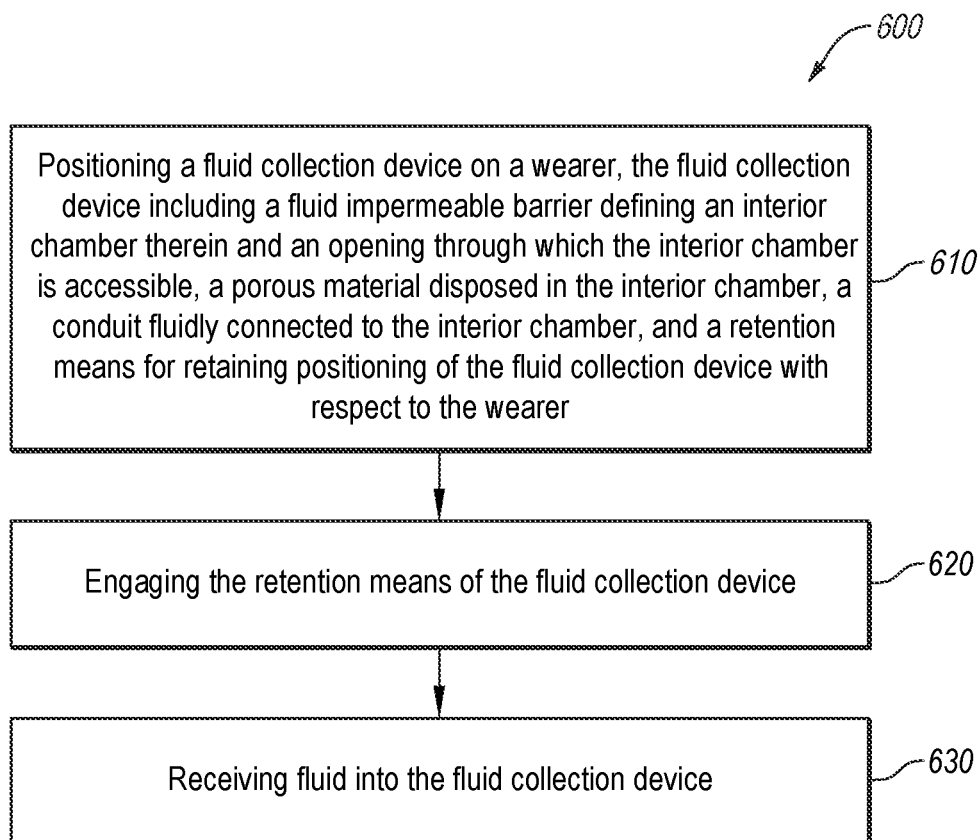 600
Positioning a fluid collection device on a wearer, the fluid collection
device including a fluid impermeable barrier defining an interior
chamber therein and an opening through which the interior chamber
is accessible, a porous material disposed in the interior chamber, a
conduit fluidly connected to the interior chamber, and a retention
means for retaining positioning of the fluid collection device with
respect to the wearer
610
Engaging the retention means of the fluid collection device
620
Receiving fluid into the fluid collection device
630